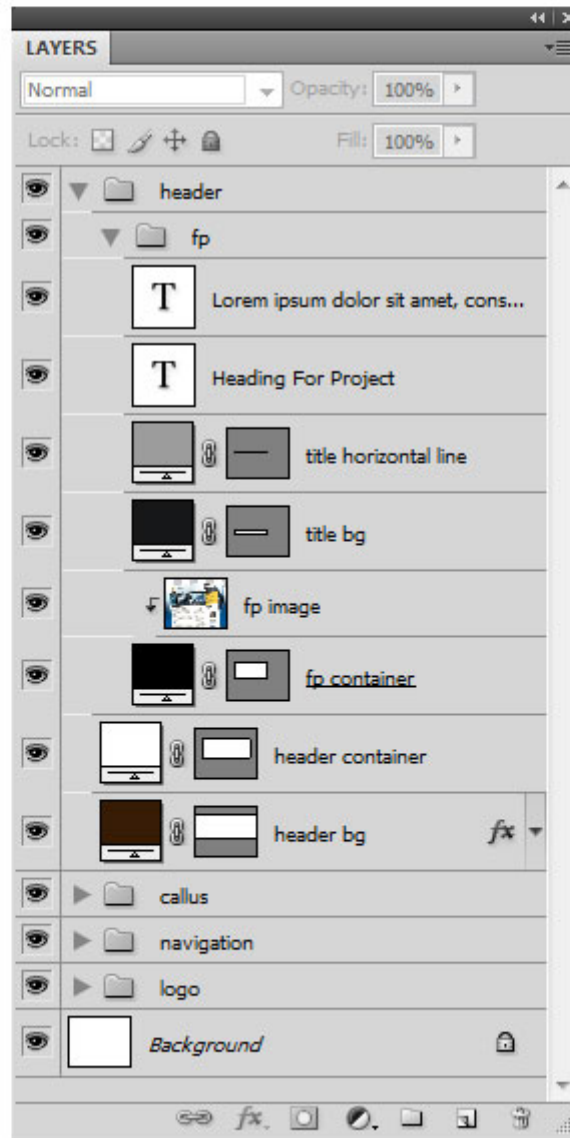 LAYERS
Normal Opacity: 100%
Lock: Fill: 100%
header
fp
T Lorem ipsum dolor sit amet, cons...
T Heading For Project
title horizontal line
title bg
fp image
fp container
header container
header bg fx
callus
navigation
logo
Background
fx.